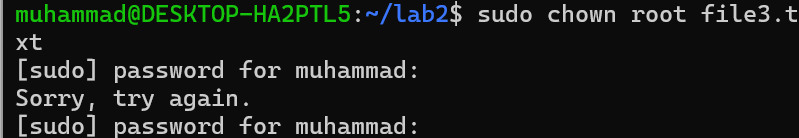 muhammad@DESKTOP-HA2PTL5:~/lab2$ sudo chown root file3.t
xt
[sudo] password for muhammad:
Sorry, try again.
[sudo] password for muhammad: